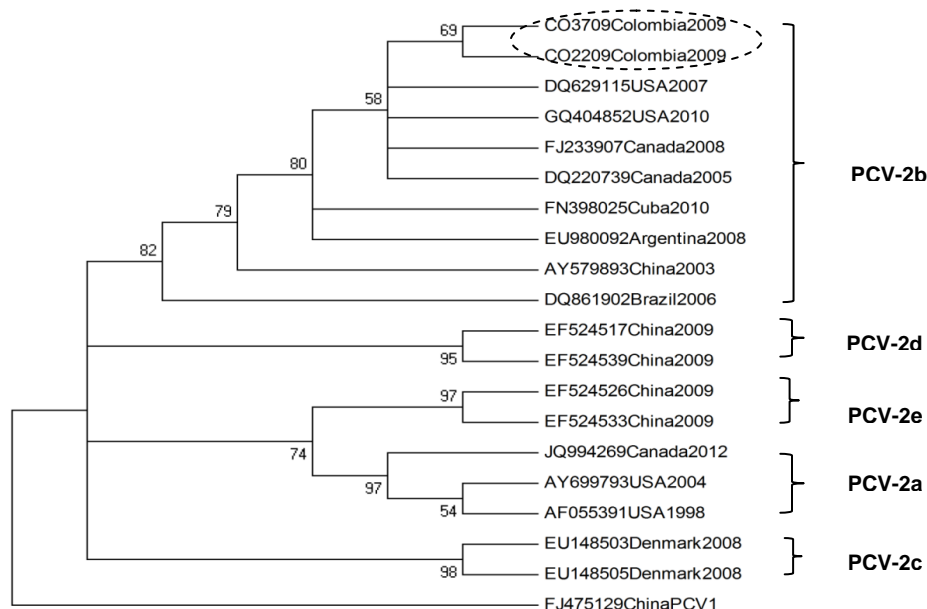 69
CO3709Colombia2009
CO2209Colombia2009
DQ629115USA2007
58
GQ404852USA2010
FJ233907Canada2008
80
DQ220739Canada2005
PCV-2b
79
FN398025Cuba2010
EU980092Argentina2008
82
AY579893China2003
DQ861902Brazil2006
EF524517China2009
PCV-2d
95
EF524539China2009
97
EF524526China2009
PCV-2e
EF524533China2009
74
JQ994269Canada2012
97
AY699793USA2004
PCV-2a
54
AF055391USA1998
EU148503Denmark2008
PCV-2c
98
EU148505Denmark2008
FJ475129ChinaPCV1